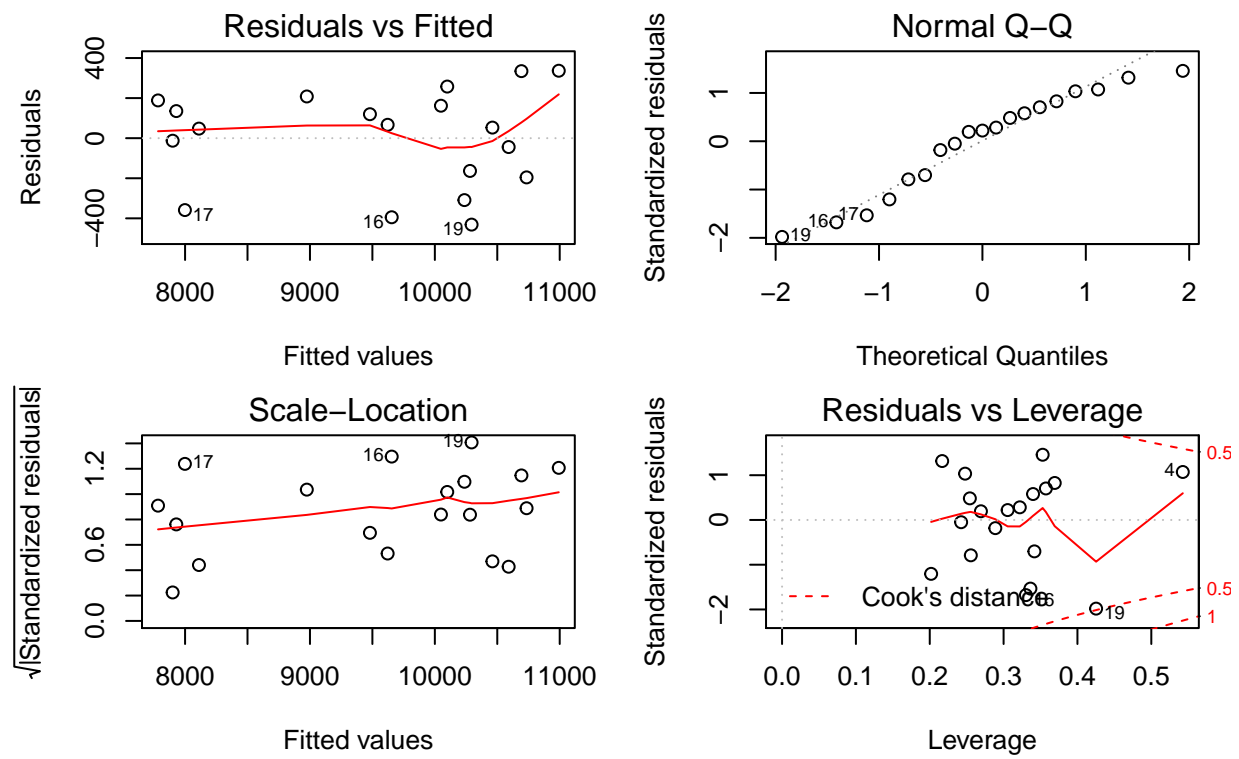 Residuals vs Fitted
Residuals
400
0
−400
17
16
19
8000 9000 10000 11000
Fitted values
Normal Q−Q
Standardized residuals
1
0
−2
19
16
17
−2 −1 0 1 2
Theoretical Quantiles
Scale−Location
√|Standardized residuals|
1.2
0.6
0.0
17
16
19
8000 9000 10000 11000
Fitted values
Residuals vs Leverage
Standardized residuals
1
0
−2
4
16
19
Cook's distance
0.5
0.5
1
0.0 0.1 0.2 0.3 0.4 0.5
Leverage